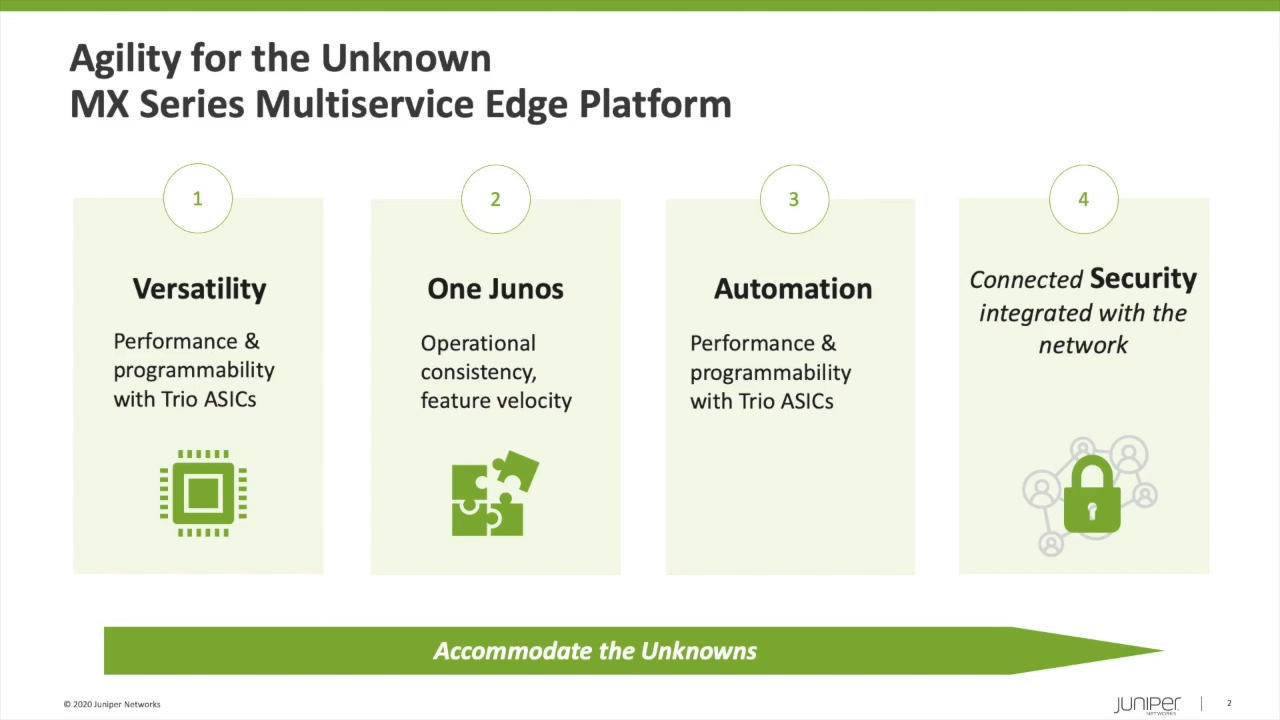 Agility for the Unknown
MX Series Multiservice Edge Platform
1
Versatility
Performance &
programmability
with Trio ASICs
2
One Junos
Operational
consistency,
feature velocity
3
Automation
Performance &
programmability
with Trio ASICs
4
Connected Security
integrated with the
network
Accommodate the Unknowns
© 2020 Juniper Networks
JUNIPER
NETWORKS
2